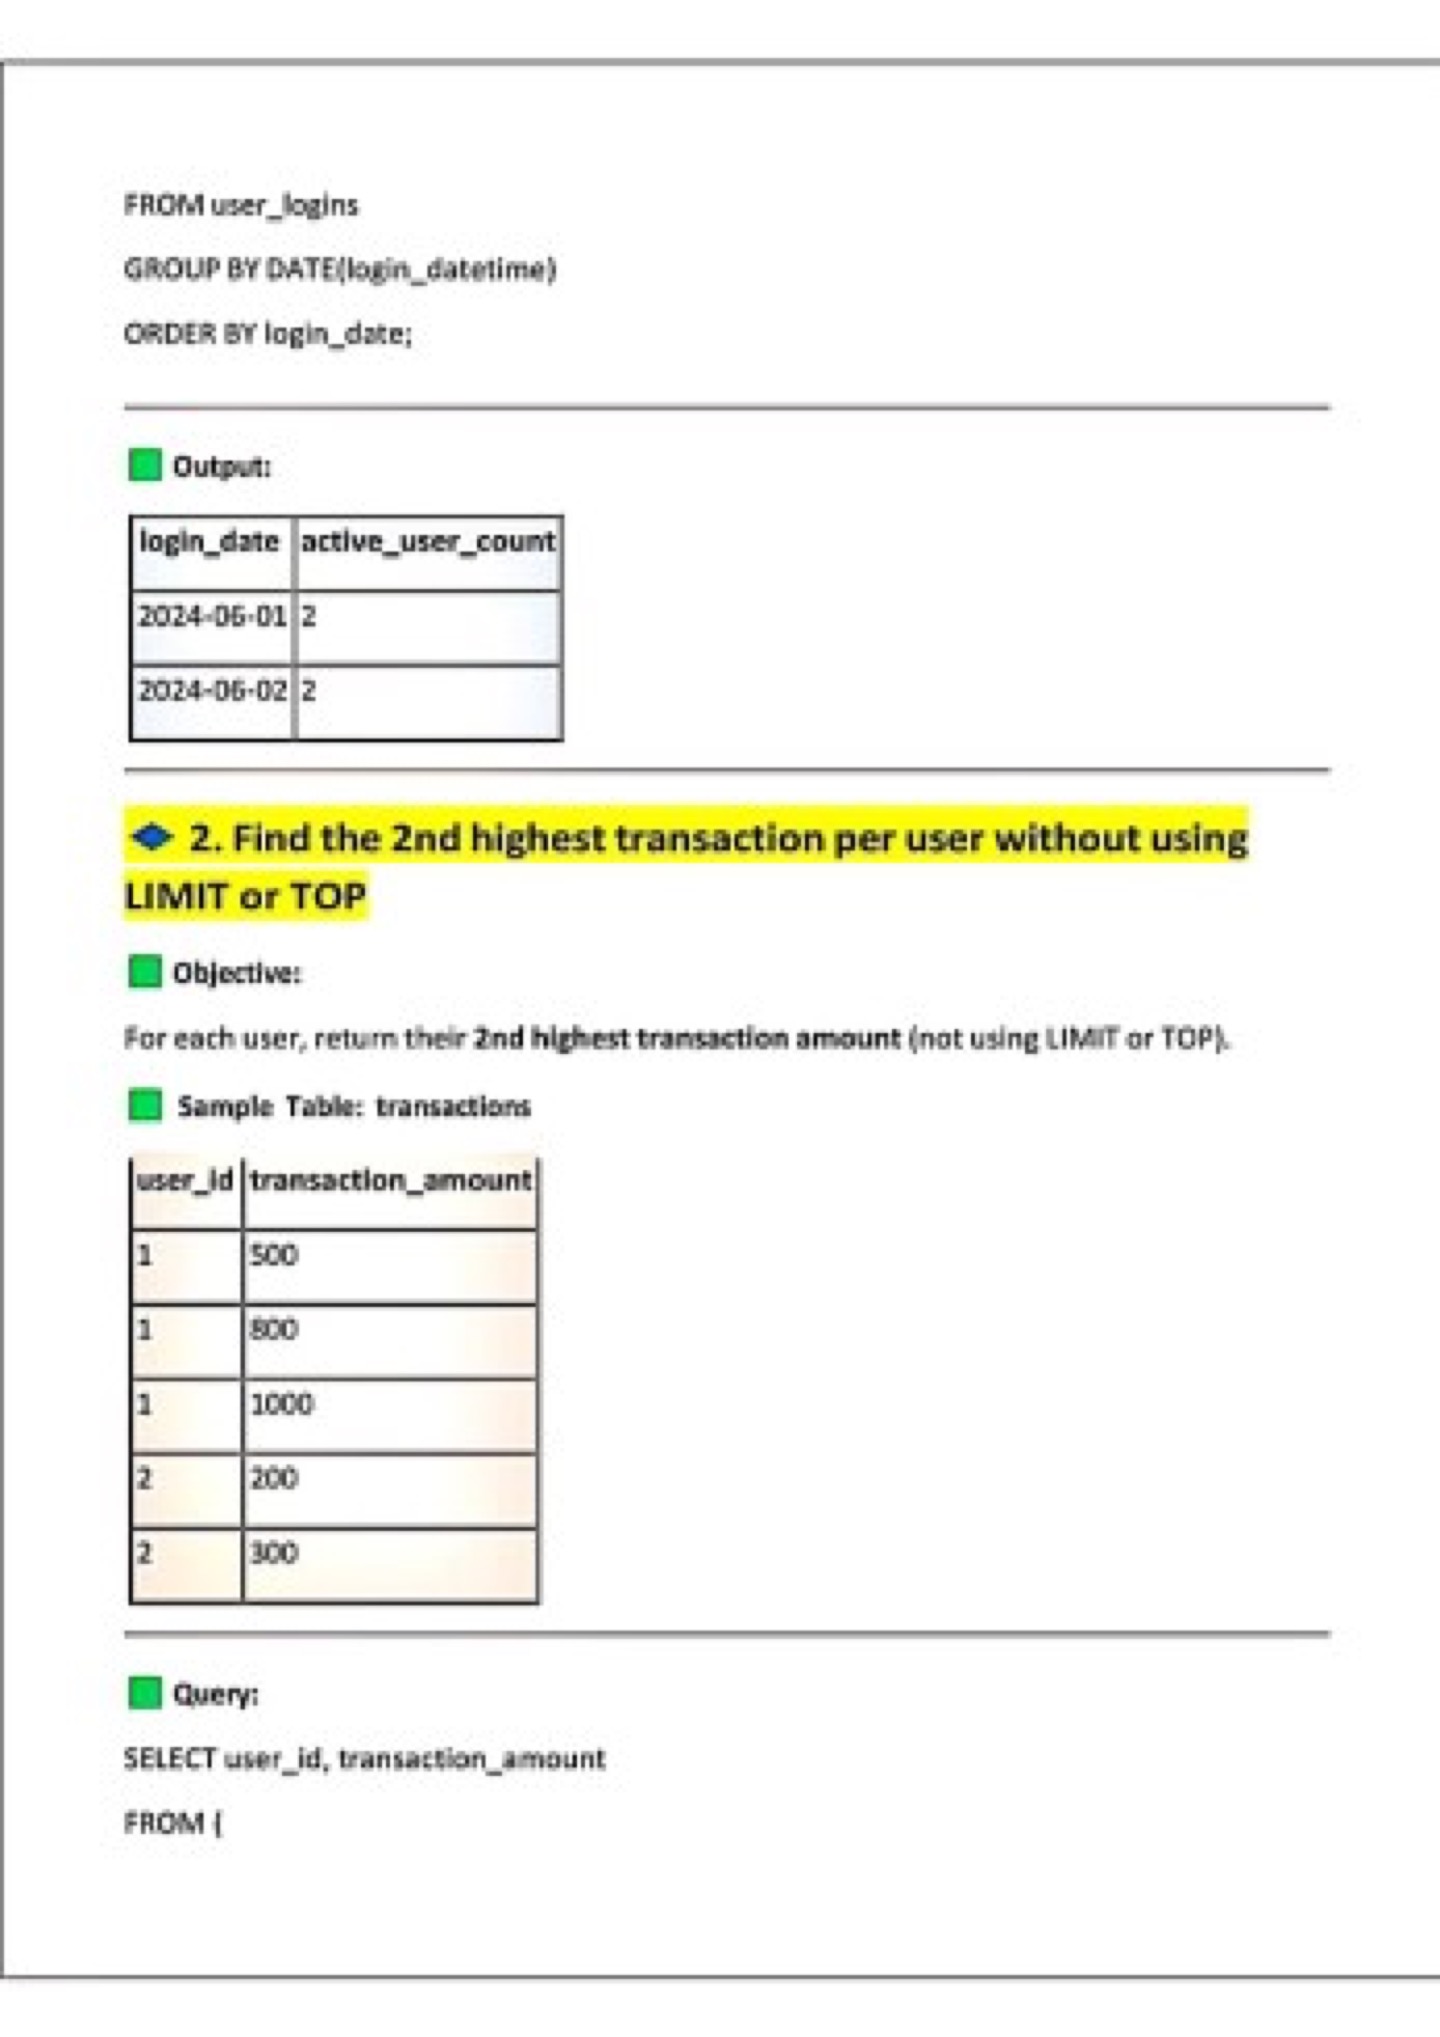 FROM user_logins
GROUP BY DATE(login_datetime)
ORDER BY login_date;
Output:
login_date active_user_count
2024-06-01 2
2024-06-02 2
2. Find the 2nd highest transaction per user without using
LIMIT or TOP
Objective:
For each user, return their 2nd highest transaction amount (not using LIMIT or TOP).
Sample Table: transactions
user_id transaction_amount
1 500
1 800
1 1000
2 200
2 300
Query:
SELECT user_id, transaction_amount
FROM (